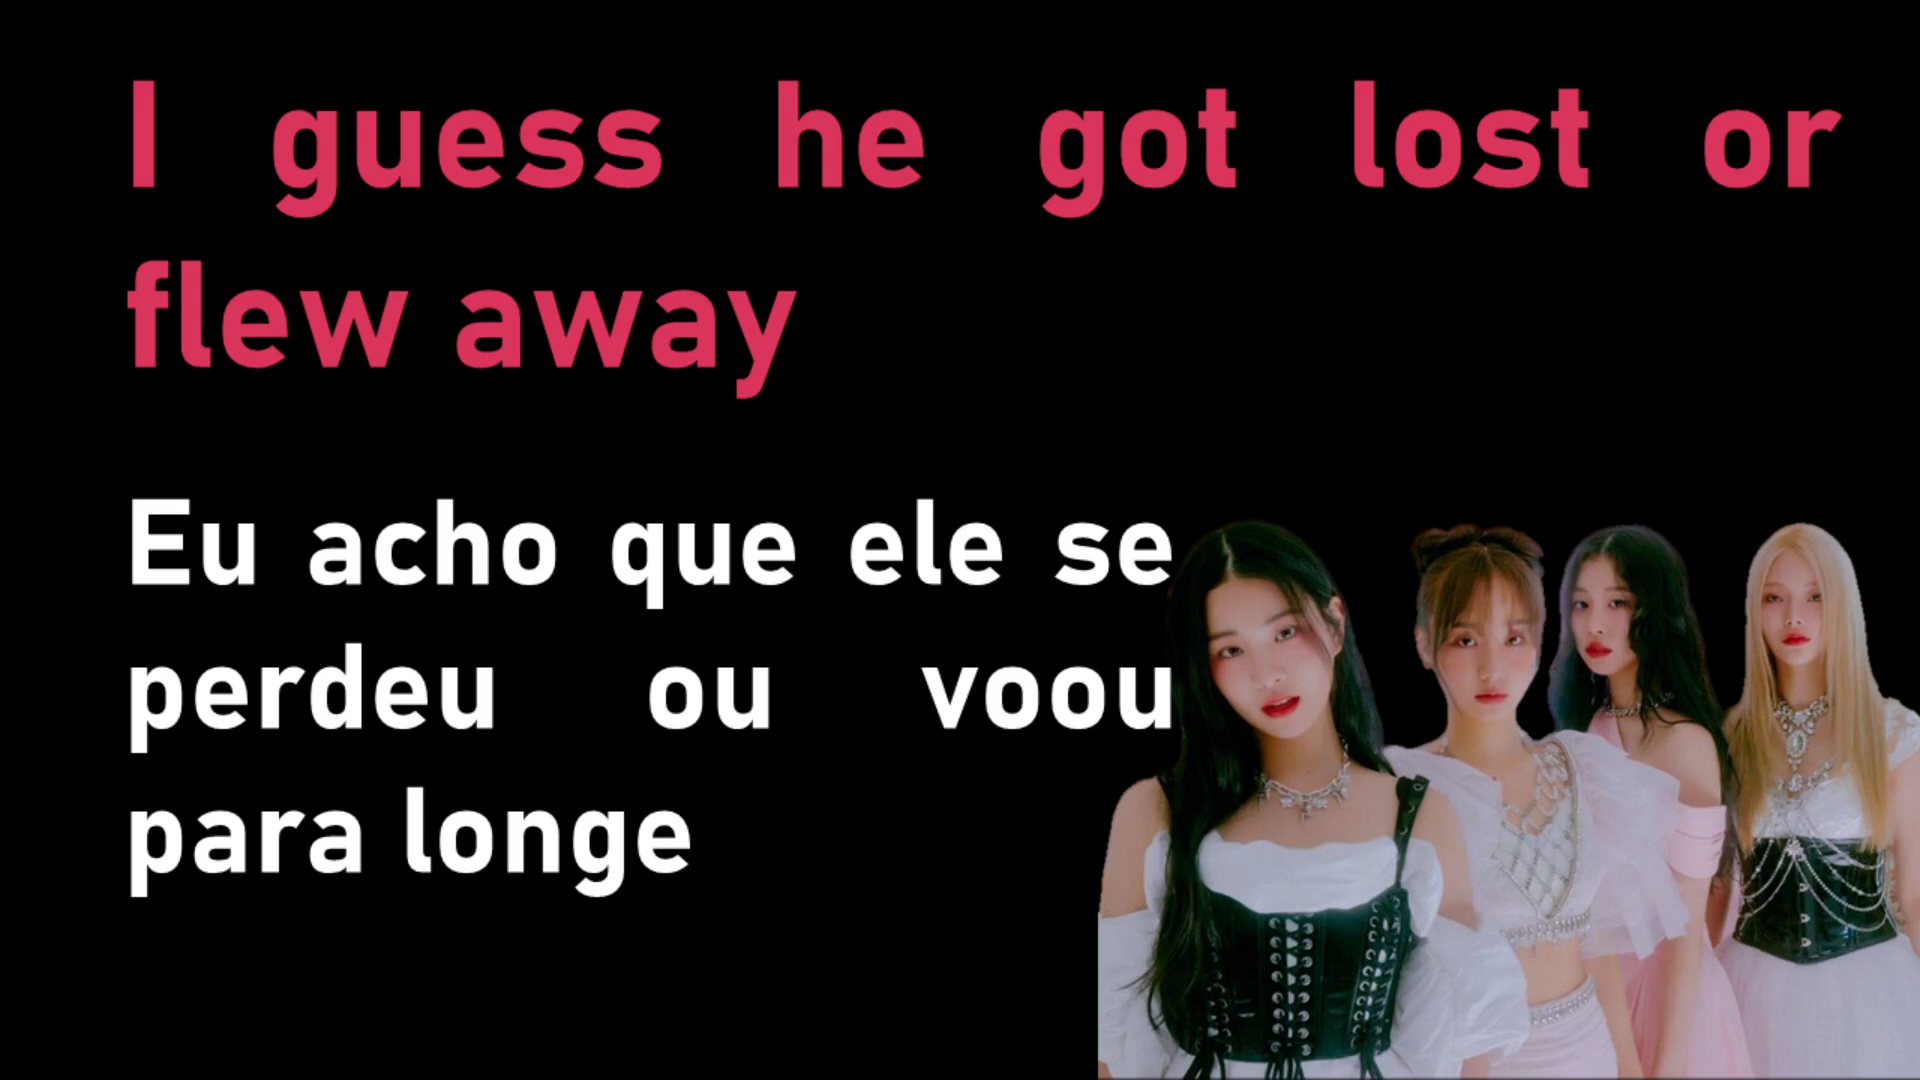 I guess he got lost or
flew away
Eu acho que ele se
perdeu ou voou
para longe